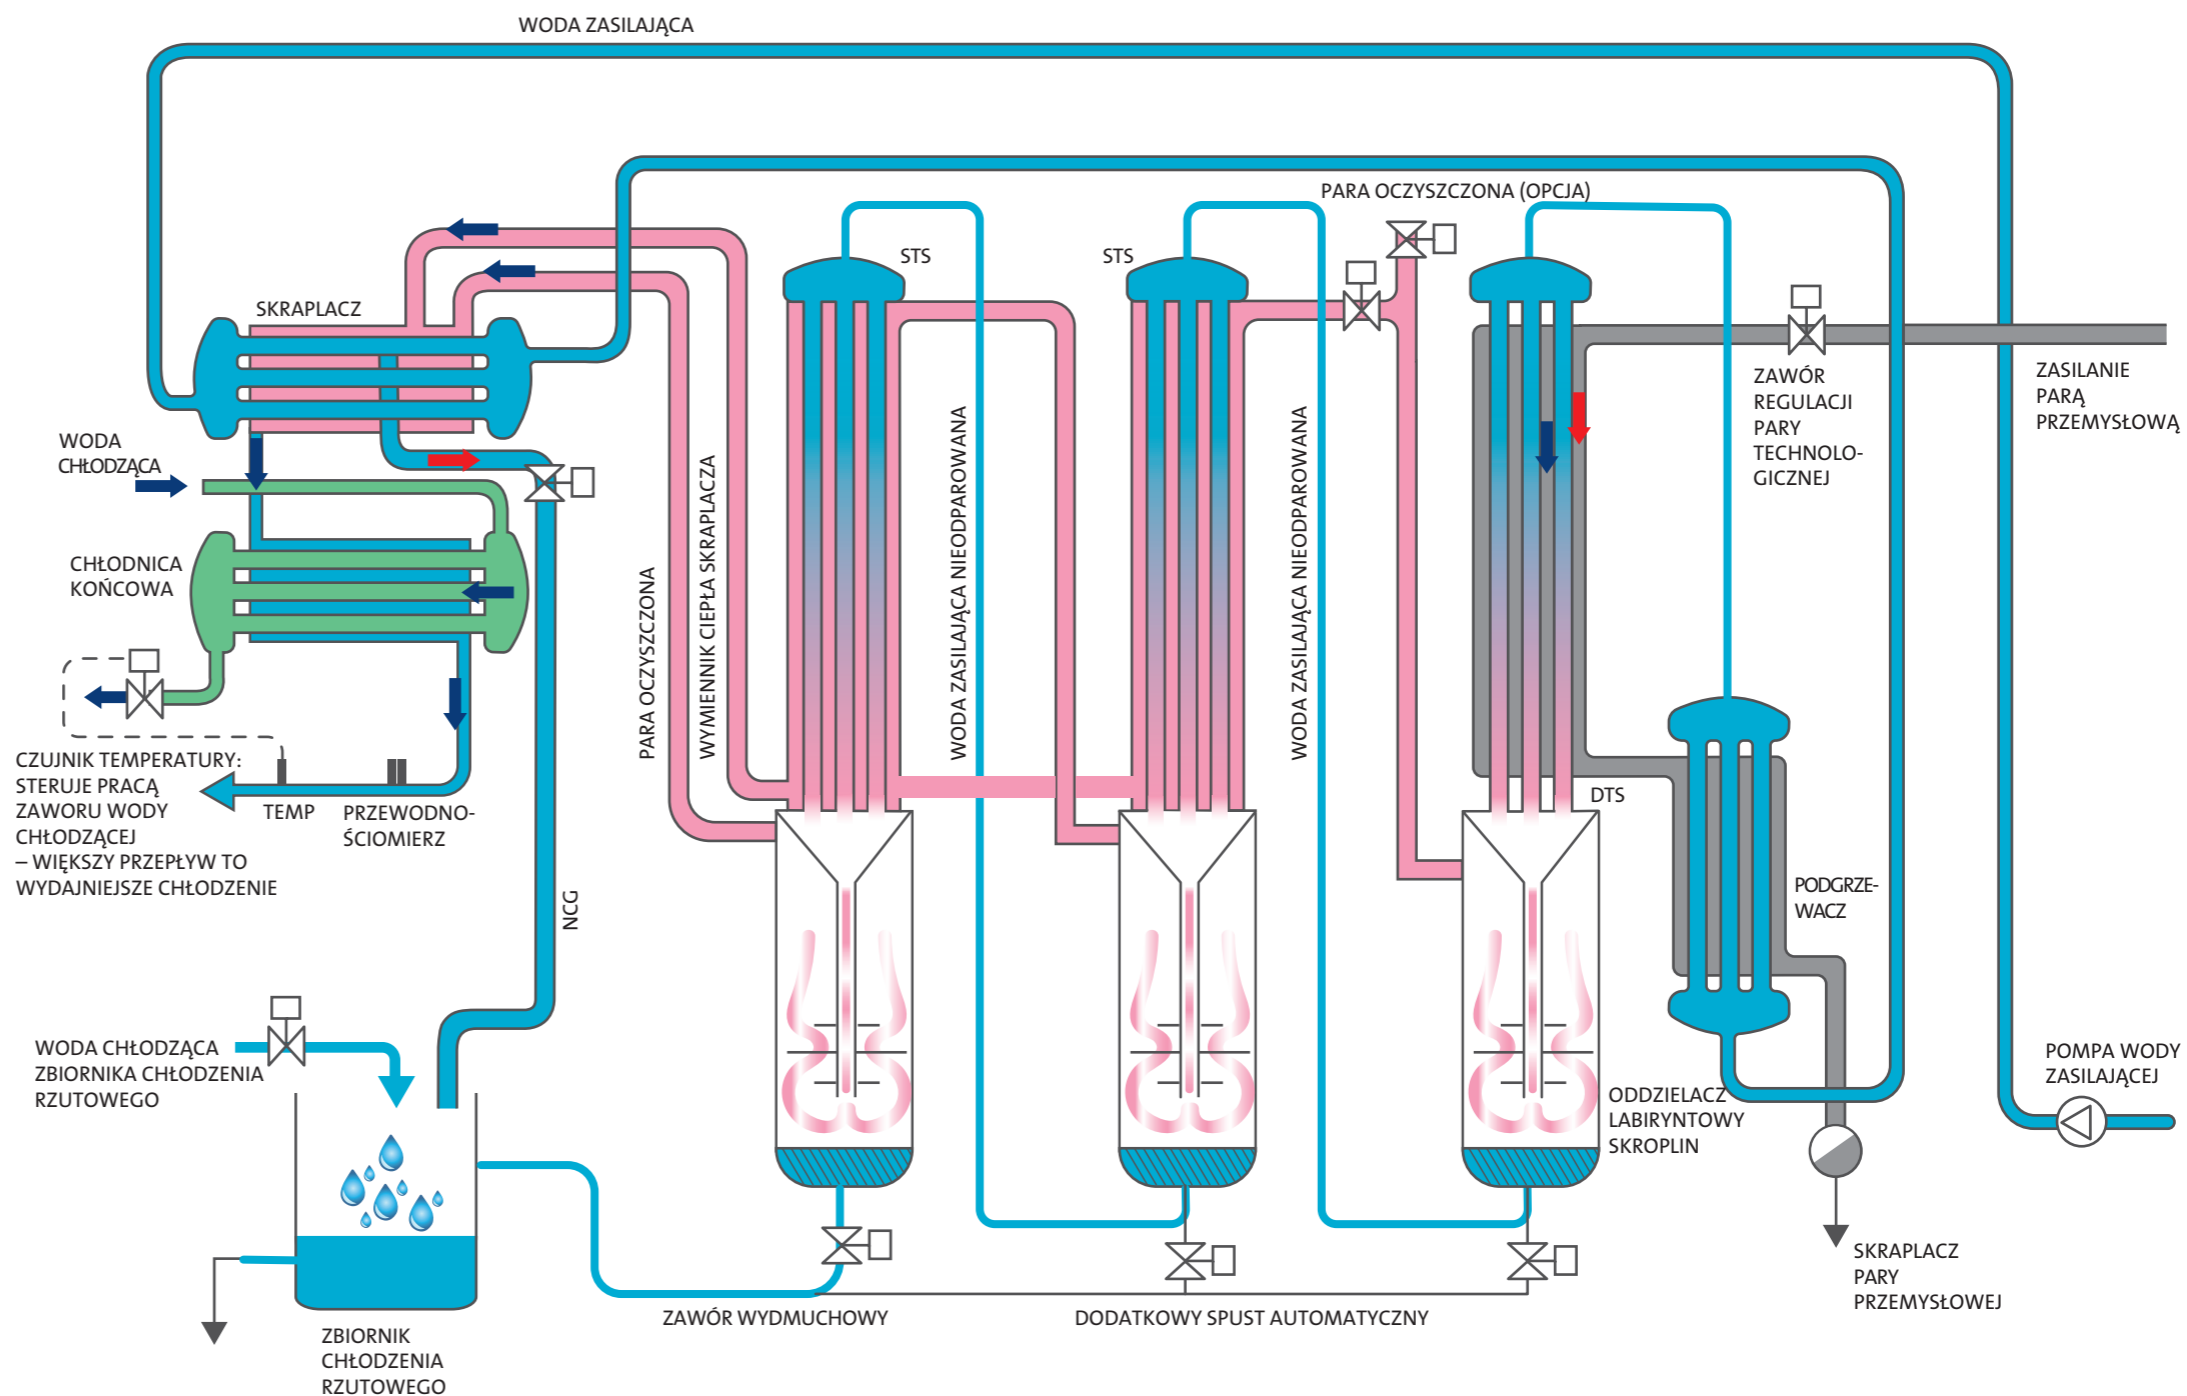 WODA ZASILAJĄCA
PARA OCZYSZCZONA (OPCJA)
STS
STS
SKRAPLACZ
ZAWÓR
REGULACJI
PARY
TECHNOLO-
GICZNEJ
ZASILANIE
PARĄ
PRZEMYSŁOWĄ
WODA
CHŁODZĄCA
CHŁODNICA
KOŃCOWA
PARA OCZYSZCZONA
WYMIENNIK CIEPŁA SKRAPLACZA
WODA ZASILAJĄCA NIEODPAROWANA
WODA ZASILAJĄCA NIEODPAROWANA
CZUJNIK TEMPERATURY:
STERUJE PRACĄ
ZAWORU WODY
CHŁODZĄCEJ
– WIĘKSZY PRZEPŁYW TO
WYDAJNIEJSZE CHŁODZENIE
TEMP
PRZEWODNO-
ŚCIOMIERZ
DTS
PODGRZE-
WACZ
NCG
WODA CHŁODZĄCA
ZBIORNIKA CHŁODZENIA
RZUTOWEGO
POMPA WODY
ZASILAJĄCEJ
ODDZIELACZ
LABIRYNTOWY
SKROPLIN
SKRAPLACZ
PARY
PRZEMYSŁOWEJ
ZAWÓR WYDMUCHOWY
DODATKOWY SPUST AUTOMATYCZNY
ZBIORNIK
CHŁODZENIA
RZUTOWEGO